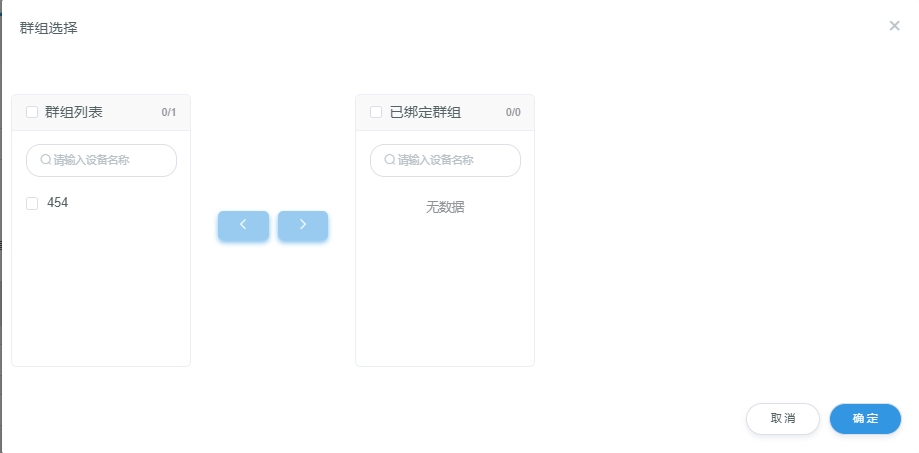 群组选择
群组列表 0/1
请输入设备名称
454
已绑定群组 0/0
请输入设备名称
无数据
取消
确定